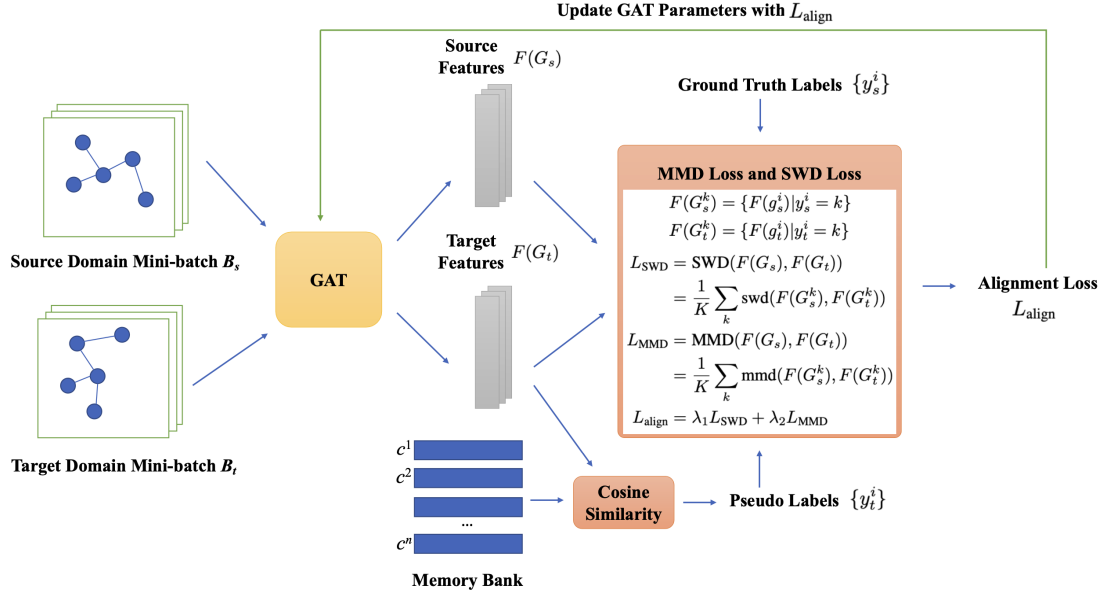 Update GAT Parameters with L_align
Source
Features F(G_s)
Ground Truth Labels {y_s^i}
MMD Loss and SWD Loss
F(G_s^k) = {F(g_s^i)|y_s^i = k}
F(G_t^k) = {F(g_t^i)|y_t^i = k}
L_SWD = SWD(F(G_s), F(G_t))
= 1/K ∑_k swd(F(G_s^k), F(G_t^k))
L_MMD = MMD(F(G_s), F(G_t))
= 1/K ∑_k mmd(F(G_s^k), F(G_t^k))
L_align = λ_1 L_SWD + λ_2 L_MMD
Source Domain Mini-batch B_s
GAT
Target
Features F(G_t)
Alignment Loss
L_align
Target Domain Mini-batch B_t
c^1
c^2
...
c^n
Memory Bank
Cosine
Similarity
Pseudo Labels {y_t^i}